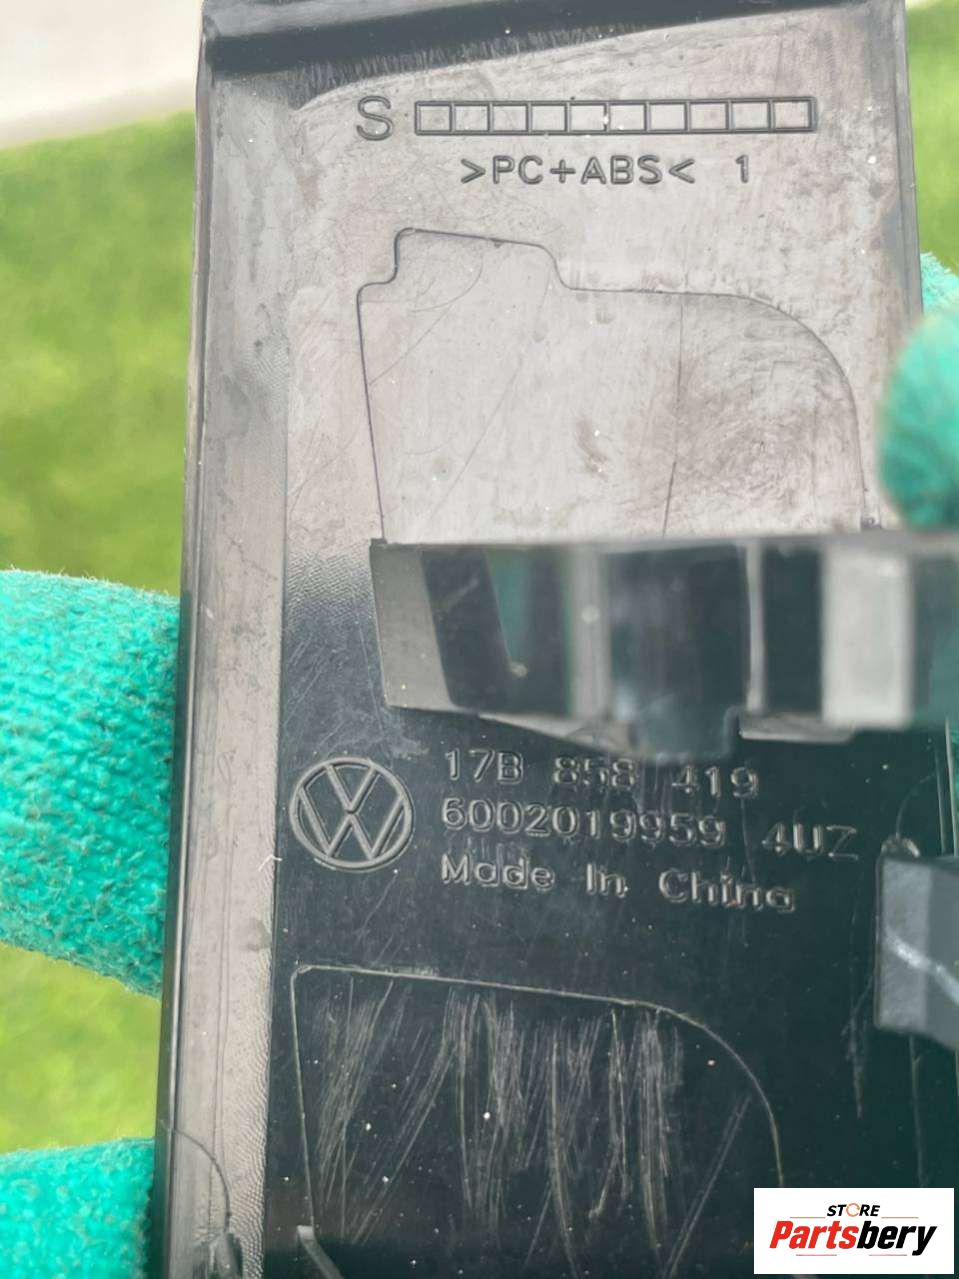 S
>PC+ABS< 1
17B 858 419
6002019959 4UZ
Made In China
STORE
Partsbery